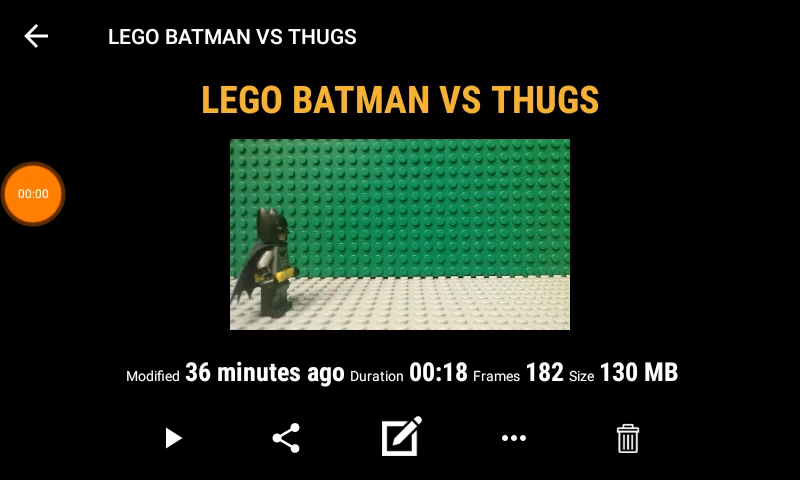 LEGO BATMAN VS THUGS
LEGO BATMAN VS THUGS
00:00
Modified 36 minutes ago Duration 00:18 Frames 182 Size 130 MB